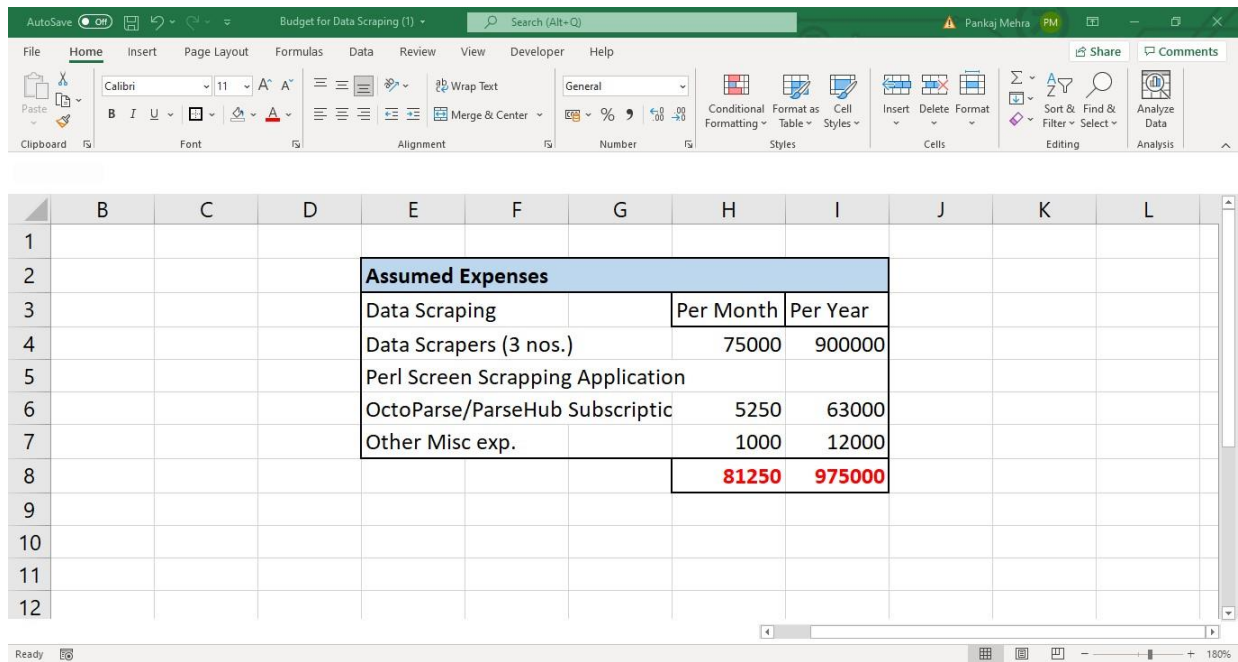 AutoSave Off Budget for Data Scraping (1) Search (Alt+Q) Pankaj Mehra PM
File Home Insert Page Layout Formulas Data Review View Developer Help Share Comments
Paste Calibri 11 A A Wrap Text General Conditional Formatting Format as Table Cell Styles Insert Delete Format Sort & Filter Find & Select Analyze Data
B I U A Merge & Center % 9 .00
Clipboard Font Alignment Number Styles Cells Editing Analysis
B C D E F G H I J K L
1
2 Assumed Expenses
3 Data Scraping Per Month Per Year
4 Data Scrapers (3 nos.) 75000 900000
5 Perl Screen Scrapping Application
6 OctoParse/ParseHub Subscriptic 5250 63000
7 Other Misc exp. 1000 12000
8 81250 975000
9
10
11
12
Ready 180%